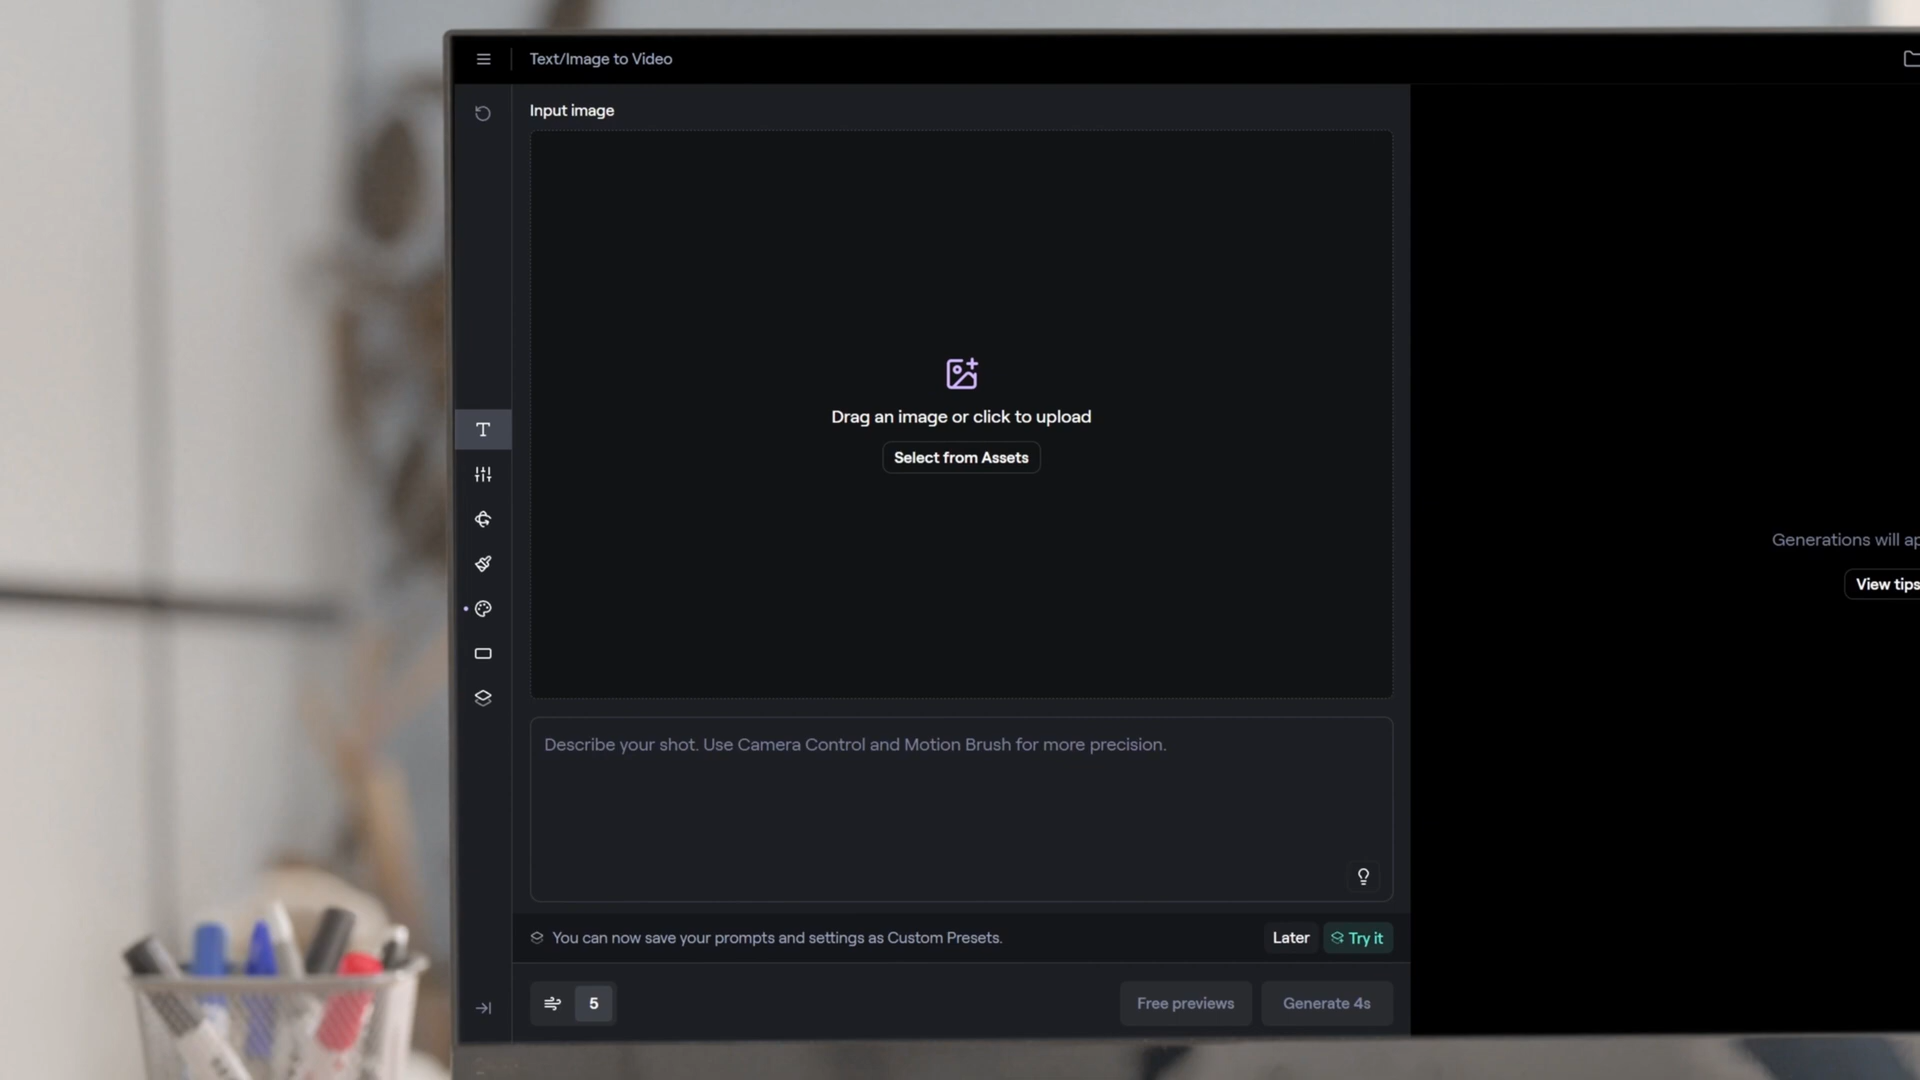 Text/Image to Video
Input image
Drag an image or click to upload
Select from Assets
Generations will
View tips
Describe your shot. Use Camera Control and Motion Brush for more precision.
You can now save your prompts and settings as Custom Presets.
Later
Try it
5
Free previews
Generate 4s